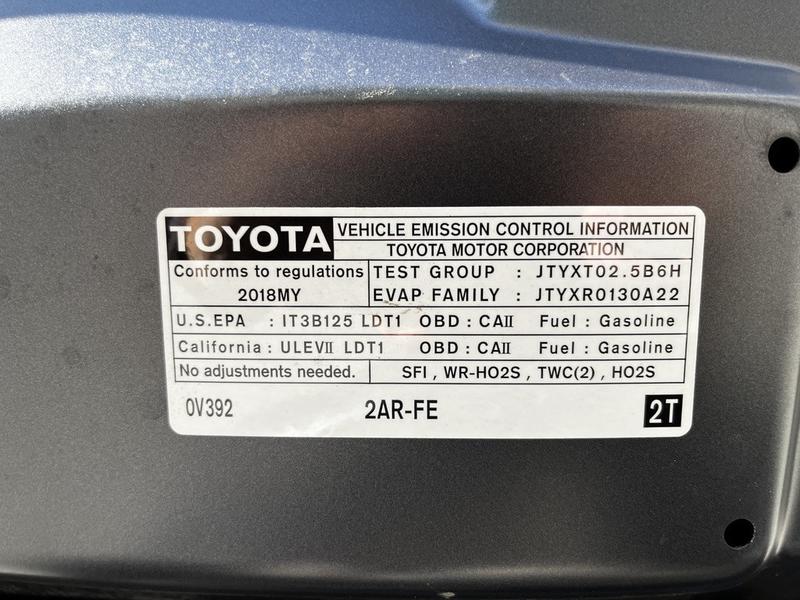 TOYOTA VEHICLE EMISSION CONTROL INFORMATION
TOYOTA MOTOR CORPORATION
Conforms to regulations TEST GROUP : JTYXT02.5B6H
2018MY EVAP FAMILY : JTYXR0130A22
U.S.EPA : IT3B125 LDT1 OBD : CAII Fuel : Gasoline
California : ULEVII LDT1 OBD : CAII Fuel : Gasoline
No adjustments needed. SFI , WR-HO2S , TWC(2) , HO2S
0V392 2AR-FE 2T